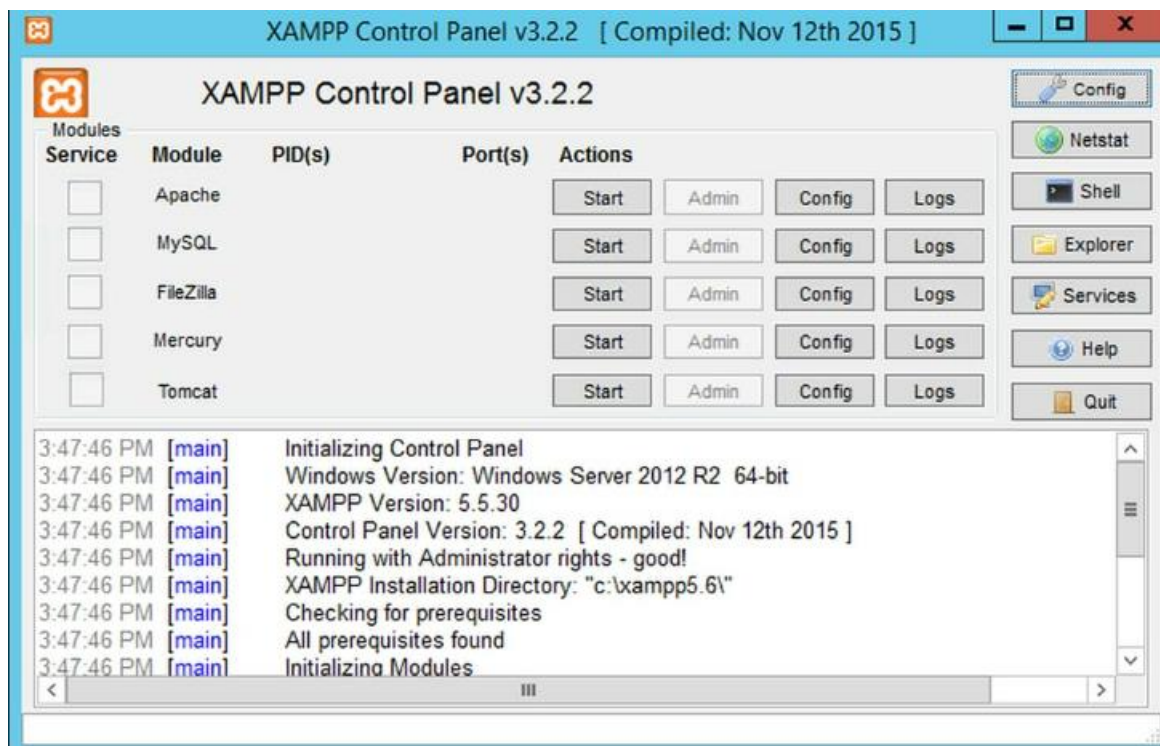 XAMPP Control Panel v3.2.2 [ Compiled: Nov 12th 2015 ]
XAMPP Control Panel v3.2.2
Config
Modules
Service Module PID(s) Port(s) Actions
Netstat
Apache Start Admin Config Logs
Shell
MySQL Start Admin Config Logs
Explorer
FileZilla Start Admin Config Logs
Services
Mercury Start Admin Config Logs
Help
Tomcat Start Admin Config Logs
Quit
3:47:46 PM [main] Initializing Control Panel
3:47:46 PM [main] Windows Version: Windows Server 2012 R2 64-bit
3:47:46 PM [main] XAMPP Version: 5.5.30
3:47:46 PM [main] Control Panel Version: 3.2.2 [ Compiled: Nov 12th 2015 ]
3:47:46 PM [main] Running with Administrator rights - good!
3:47:46 PM [main] XAMPP Installation Directory: "c:\xampp5.6\"
3:47:46 PM [main] Checking for prerequisites
3:47:46 PM [main] All prerequisites found
3:47:46 PM [main] Initializing Modules